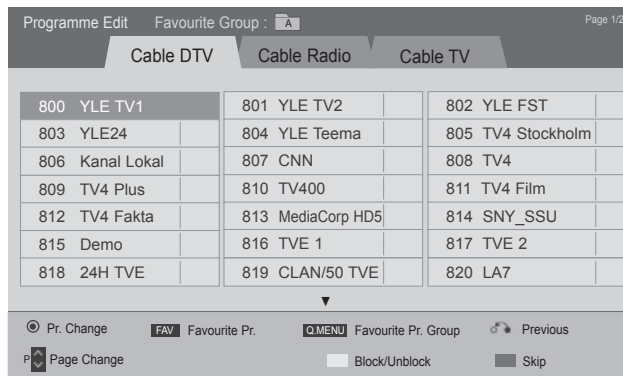 Programme Edit Favourite Group : A Page 1/2
Cable DTV Cable Radio Cable TV
800 YLE TV1 801 YLE TV2 802 YLE FST
803 YLE24 804 YLE Teema 805 TV4 Stockholm
806 Kanal Lokal 807 CNN 808 TV4
809 TV4 Plus 810 TV400 811 TV4 Film
812 TV4 Fakta 813 MediaCorp HD5 814 SNY_SSU
815 Demo 816 TVE 1 817 TVE 2
818 24H TVE 819 CLAN/50 TVE 820 LA7
Pr. Change FAV Favourite Pr. Q.MENU Favourite Pr. Group Previous
P Page Change Block/Unblock Skip